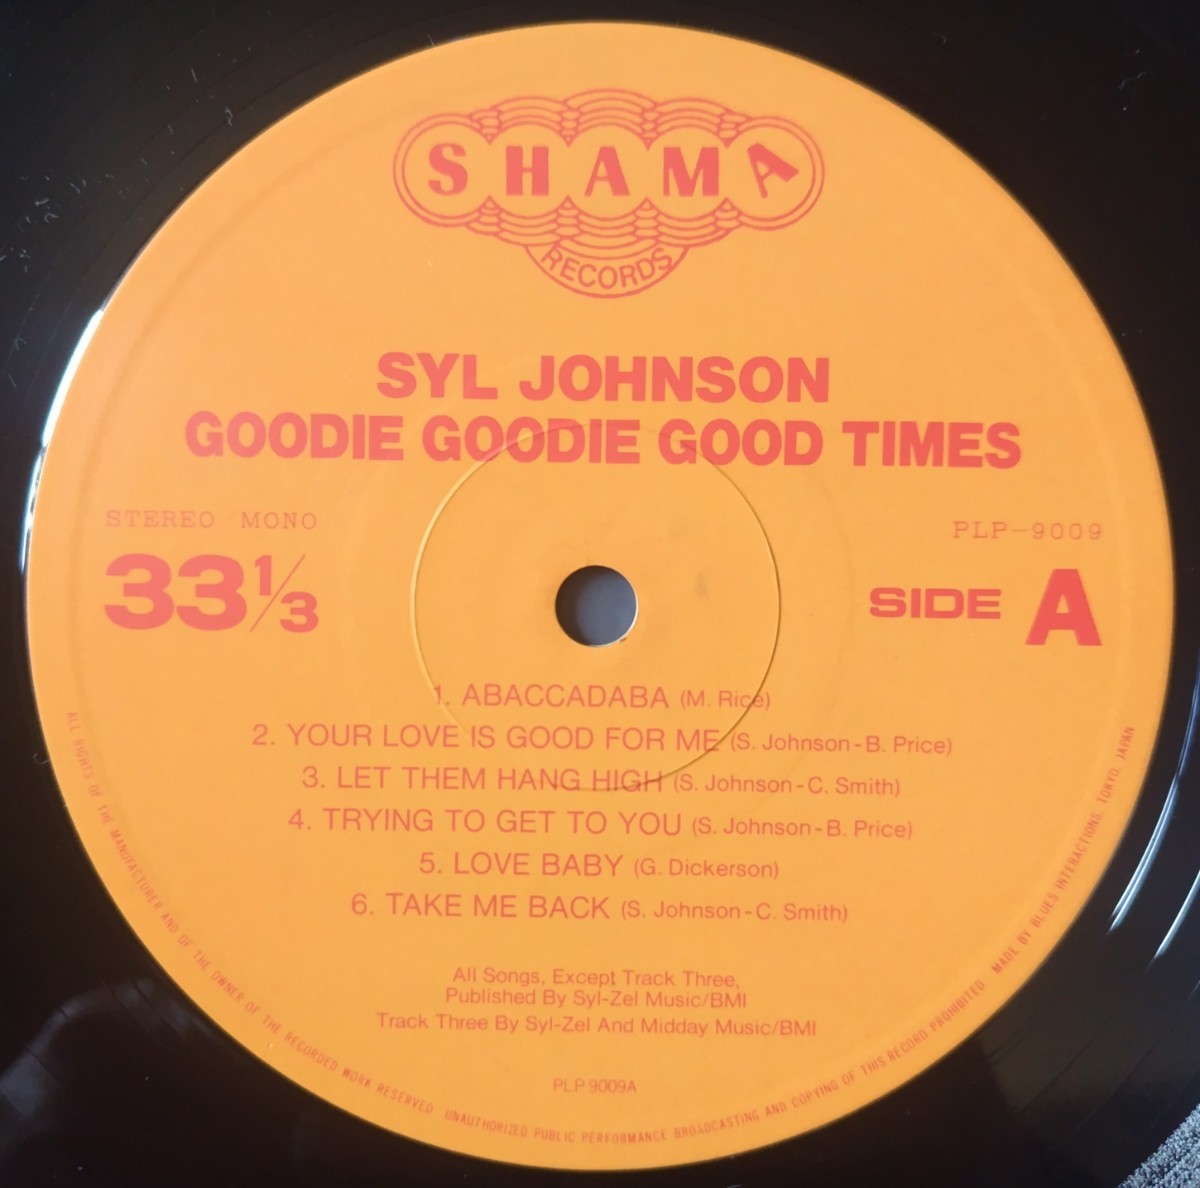 SHAMA
RECORDS
SYL JOHNSON
GOODIE GOODIE GOOD TIMES
STEREO/MONO
33 1/3
PLP-9009
SIDE A
1. ABACCADABA (M. Rice)
2. YOUR LOVE IS GOOD FOR ME (S. Johnson-B. Price)
3. LET THEM HANG HIGH (S. Johnson-C. Smith)
4. TRYING TO GET TO YOU (S. Johnson-B. Price)
5. LOVE BABY (G. Dickerson)
6. TAKE ME BACK (S. Johnson-C. Smith)
All Songs, Except Track Three,
Published By Syl-Zel Music/BMI
Track Three By Syl-Zel And Midday Music/BMI
PLP 9009A
ALL RIGHTS OF THE MANUFACTURER AND OF THE OWNER OF THE RECORDED WORK RESERVED UNAUTHORIZED PUBLIC PERFORMANCE BROADCASTING AND COPYING OF THIS RECORD PROHIBITED MADE BY BLUES INTERACTIONS, TOKYO, JAPAN